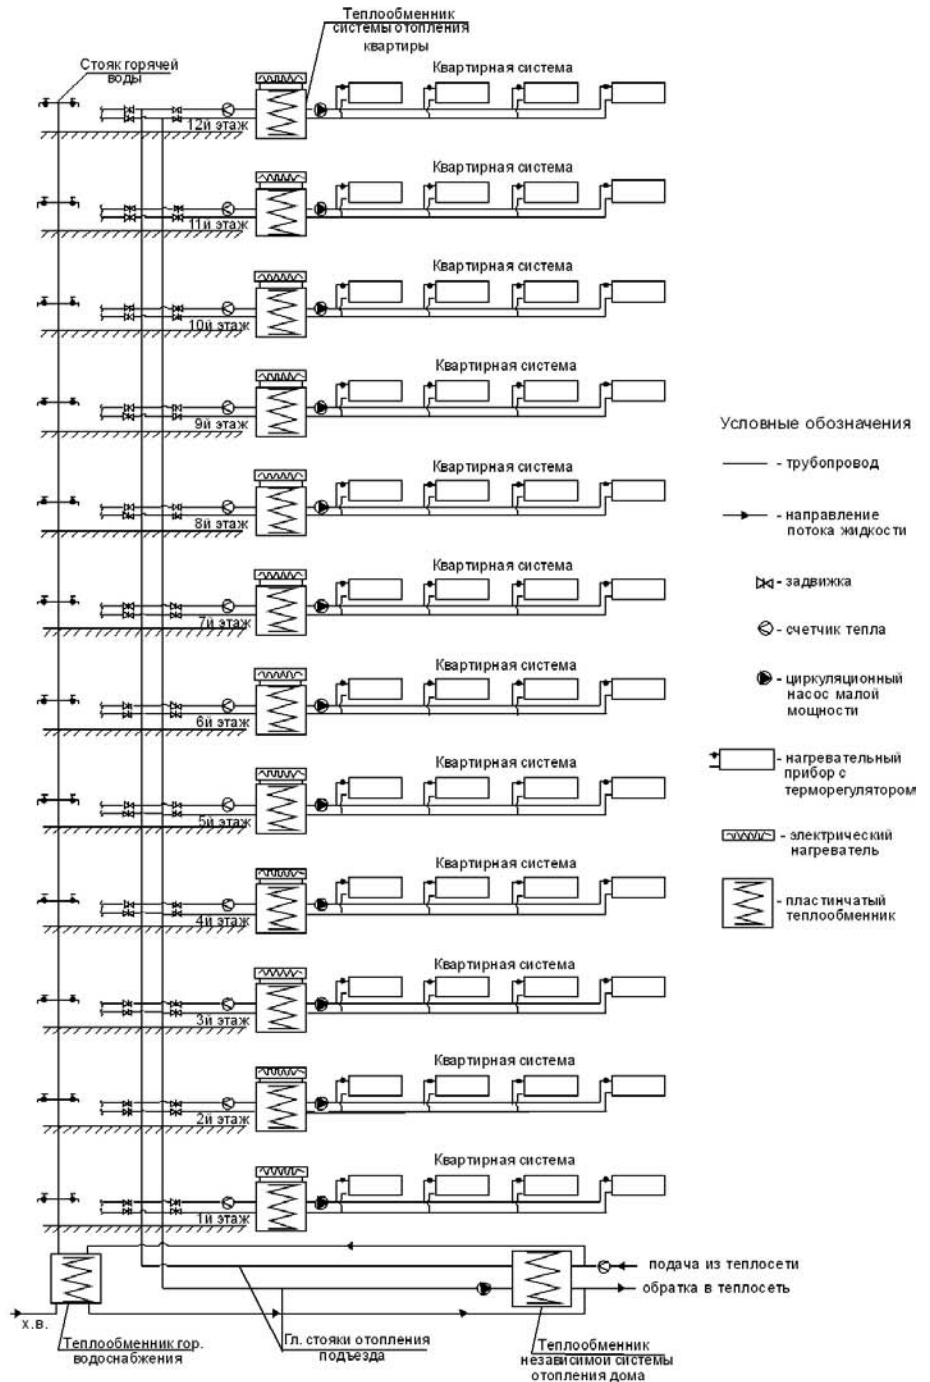 Теплообменник
системы отопления
квартиры
Стояк горячей
воды
Квартирная система
12й этаж
Квартирная система
11й этаж
Квартирная система
10й этаж
Квартирная система
9й этаж
Условные обозначения
- трубопровод
Квартирная система
8й этаж
- направление
потока жидкости
Квартирная система
7й этаж
- задвижка
- счетчик тепла
Квартирная система
6й этаж
- циркуляционный
насос малой
мощности
Квартирная система
5й этаж
- нагревательный
прибор с
терморегулятором
Квартирная система
4й этаж
- электрический
нагреватель
- пластинчатый
теплообменник
Квартирная система
3й этаж
Квартирная система
2й этаж
Квартирная система
1й этаж
подача из теплосети
обратка в теплосеть
х.в.
Теплообменник гор.
водоснабжения
Гл. стояки отопления
подъезда
Теплообменник
независимой системы
отопления дома